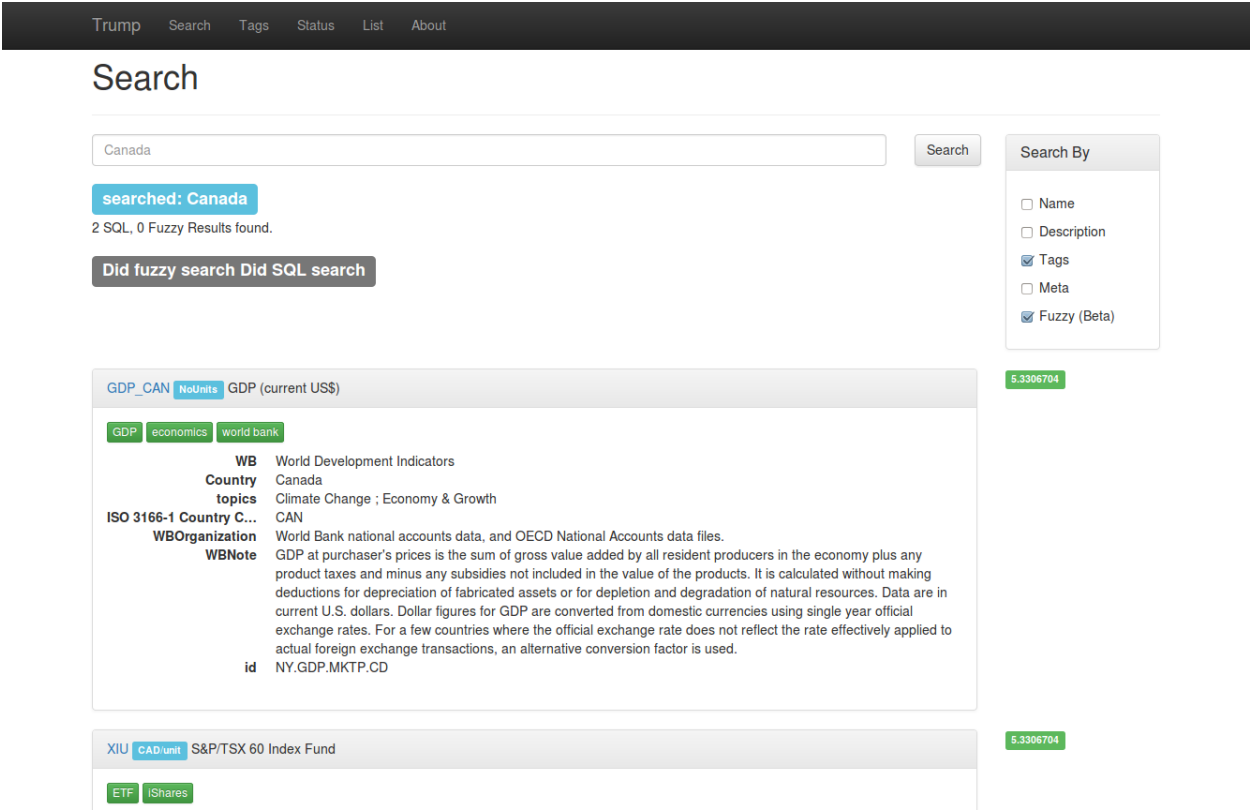 Trump Search Tags Status List About
Search
Canada
Search
Search By
Name
Description
Tags
Meta
Fuzzy (Beta)
searched: Canada
2 SQL, 0 Fuzzy Results found.
Did fuzzy search Did SQL search
GDP_CAN NoUnits GDP (current US$)
5.3306704
GDP economics world bank
WB World Development Indicators
Country Canada
topics Climate Change ; Economy & Growth
ISO 3166-1 Country C... CAN
WBOrganization World Bank national accounts data, and OECD National Accounts data files.
WBNote GDP at purchaser's prices is the sum of gross value added by all resident producers in the economy plus any
product taxes and minus any subsidies not included in the value of the products. It is calculated without making
deductions for depreciation of fabricated assets or for depletion and degradation of natural resources. Data are in
current U.S. dollars. Dollar figures for GDP are converted from domestic currencies using single year official
exchange rates. For a few countries where the official exchange rate does not reflect the rate effectively applied to
actual foreign exchange transactions, an alternative conversion factor is used.
id NY.GDP.MKTP.CD
XIU CAD/unit S&P/TSX 60 Index Fund
5.3306704
ETF iShares